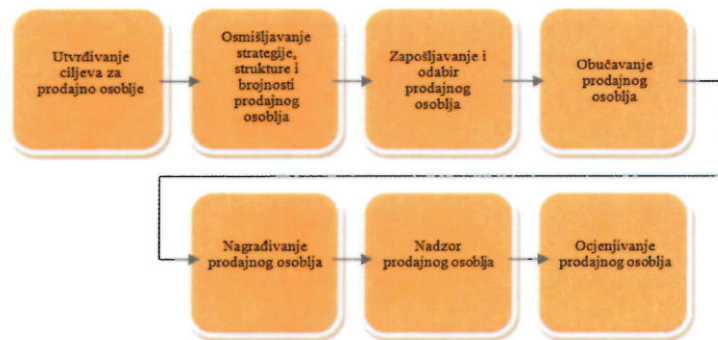 Utvrđivanje
ciljeva za
prodajno osoblje
Osmišljavanje
strategije,
strukture i
brojnosti
prodajnog
osoblja
Zapošljavanje i
odabir
prodajnog
osoblja
Obučavanje
prodajnog
osoblja
Nagrađivanje
prodajnog osoblja
Nadzor
prodajnog osoblja
Ocjenjivanje
prodajnog osoblja